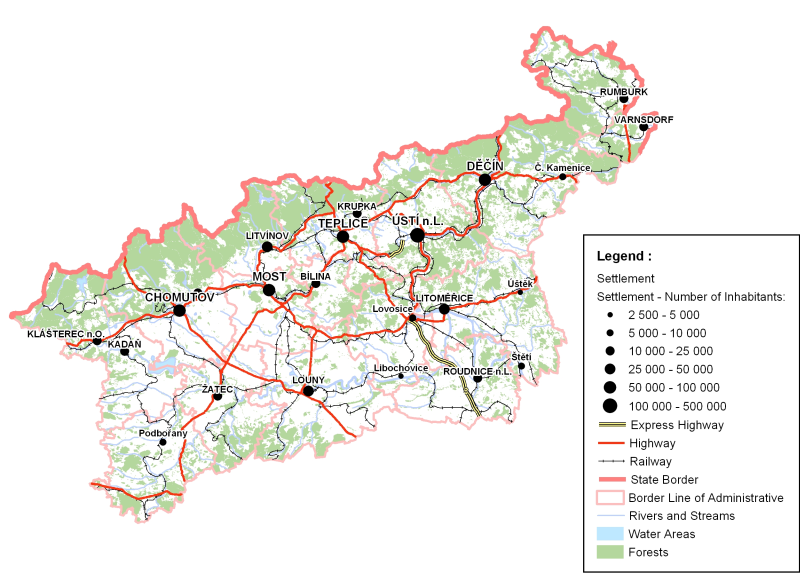 RUMBURK
VARNSDORF
DĚČÍN
Č. Kamenice
KRUPKA
TEPLICE
ÚSTÍ n.L.
LITVÍNOV
MOST
BÍLINA
CHOMUTOV
Úštěk
LITOMĚŘICE
Lovosice
KLÁŠTEREC n.O.
KADAŇ
Štětí
Libochovice
ROUDNICE n.L.
LOUNY
ŽATEC
Podbořany
Legend :
Settlement
Settlement - Number of Inhabitants:
2 500 - 5 000
5 000 - 10 000
10 000 - 25 000
25 000 - 50 000
50 000 - 100 000
100 000 - 500 000
Express Highway
Highway
Railway
State Border
Border Line of Administrative
Rivers and Streams
Water Areas
Forests